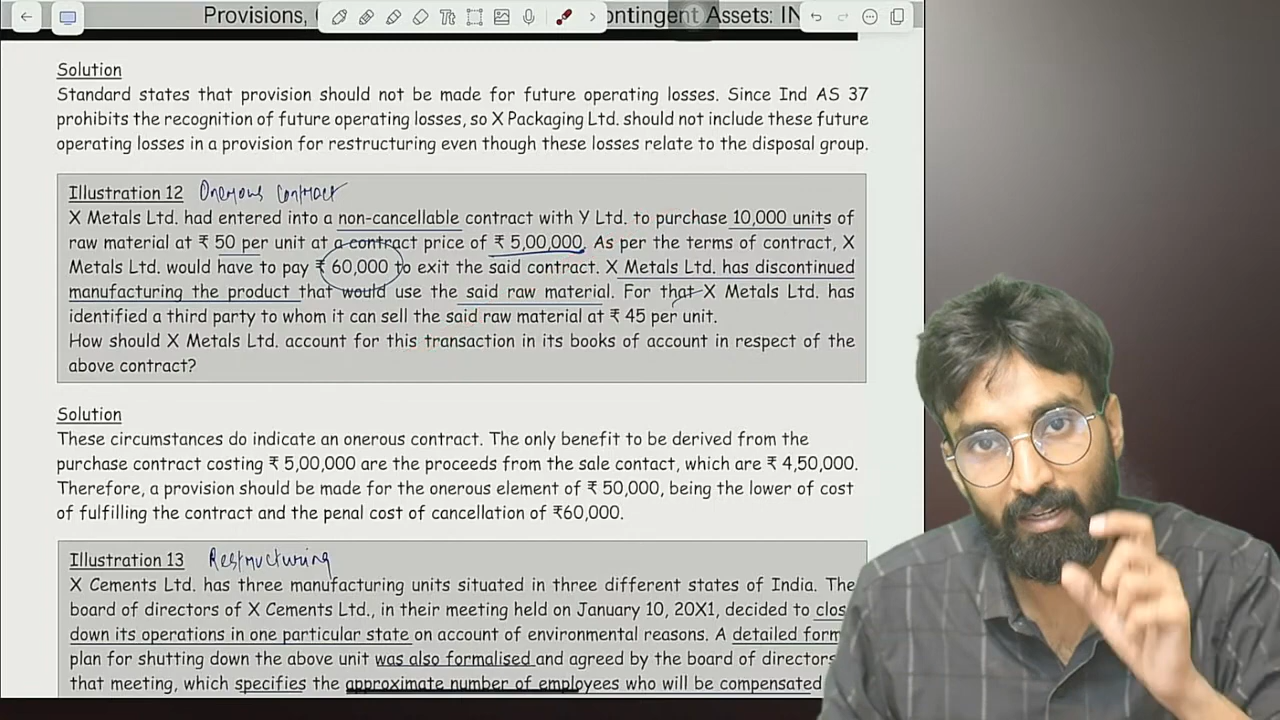 Provisions,
ontingent Assets: IN
Solution
Standard states that provision should not be made for future operating losses. Since Ind AS 37
prohibits the recognition of future operating losses, so X Packaging Ltd. should not include these future
operating losses in a provision for restructuring even though these losses relate to the disposal group.
Illustration 12 Onerous Contract
X Metals Ltd. had entered into a non-cancellable contract with Y Ltd. to purchase 10,000 units of
raw material at ₹ 50 per unit at a contract price of ₹ 5,00,000. As per the terms of contract, X
Metals Ltd. would have to pay ₹ 60,000 to exit the said contract. X Metals Ltd. has discontinued
manufacturing the product that would use the said raw material. For that X Metals Ltd. has
identified a third party to whom it can sell the said raw material at ₹ 45 per unit.
How should X Metals Ltd. account for this transaction in its books of account in respect of the
above contract?
Solution
These circumstances do indicate an onerous contract. The only benefit to be derived from the
purchase contract costing ₹ 5,00,000 are the proceeds from the sale contact, which are ₹ 4,50,000.
Therefore, a provision should be made for the onerous element of ₹ 50,000, being the lower of cost
of fulfilling the contract and the penal cost of cancellation of ₹60,000.
Illustration 13 Restructuring
X Cements Ltd. has three manufacturing units situated in three different states of India. The
board of directors of X Cements Ltd., in their meeting held on January 10, 20X1, decided to clos
down its operations in one particular state on account of environmental reasons. A detailed form
plan for shutting down the above unit was also formalised and agreed by the board of directors
that meeting, which specifies the approximate number of employees who will be compensated